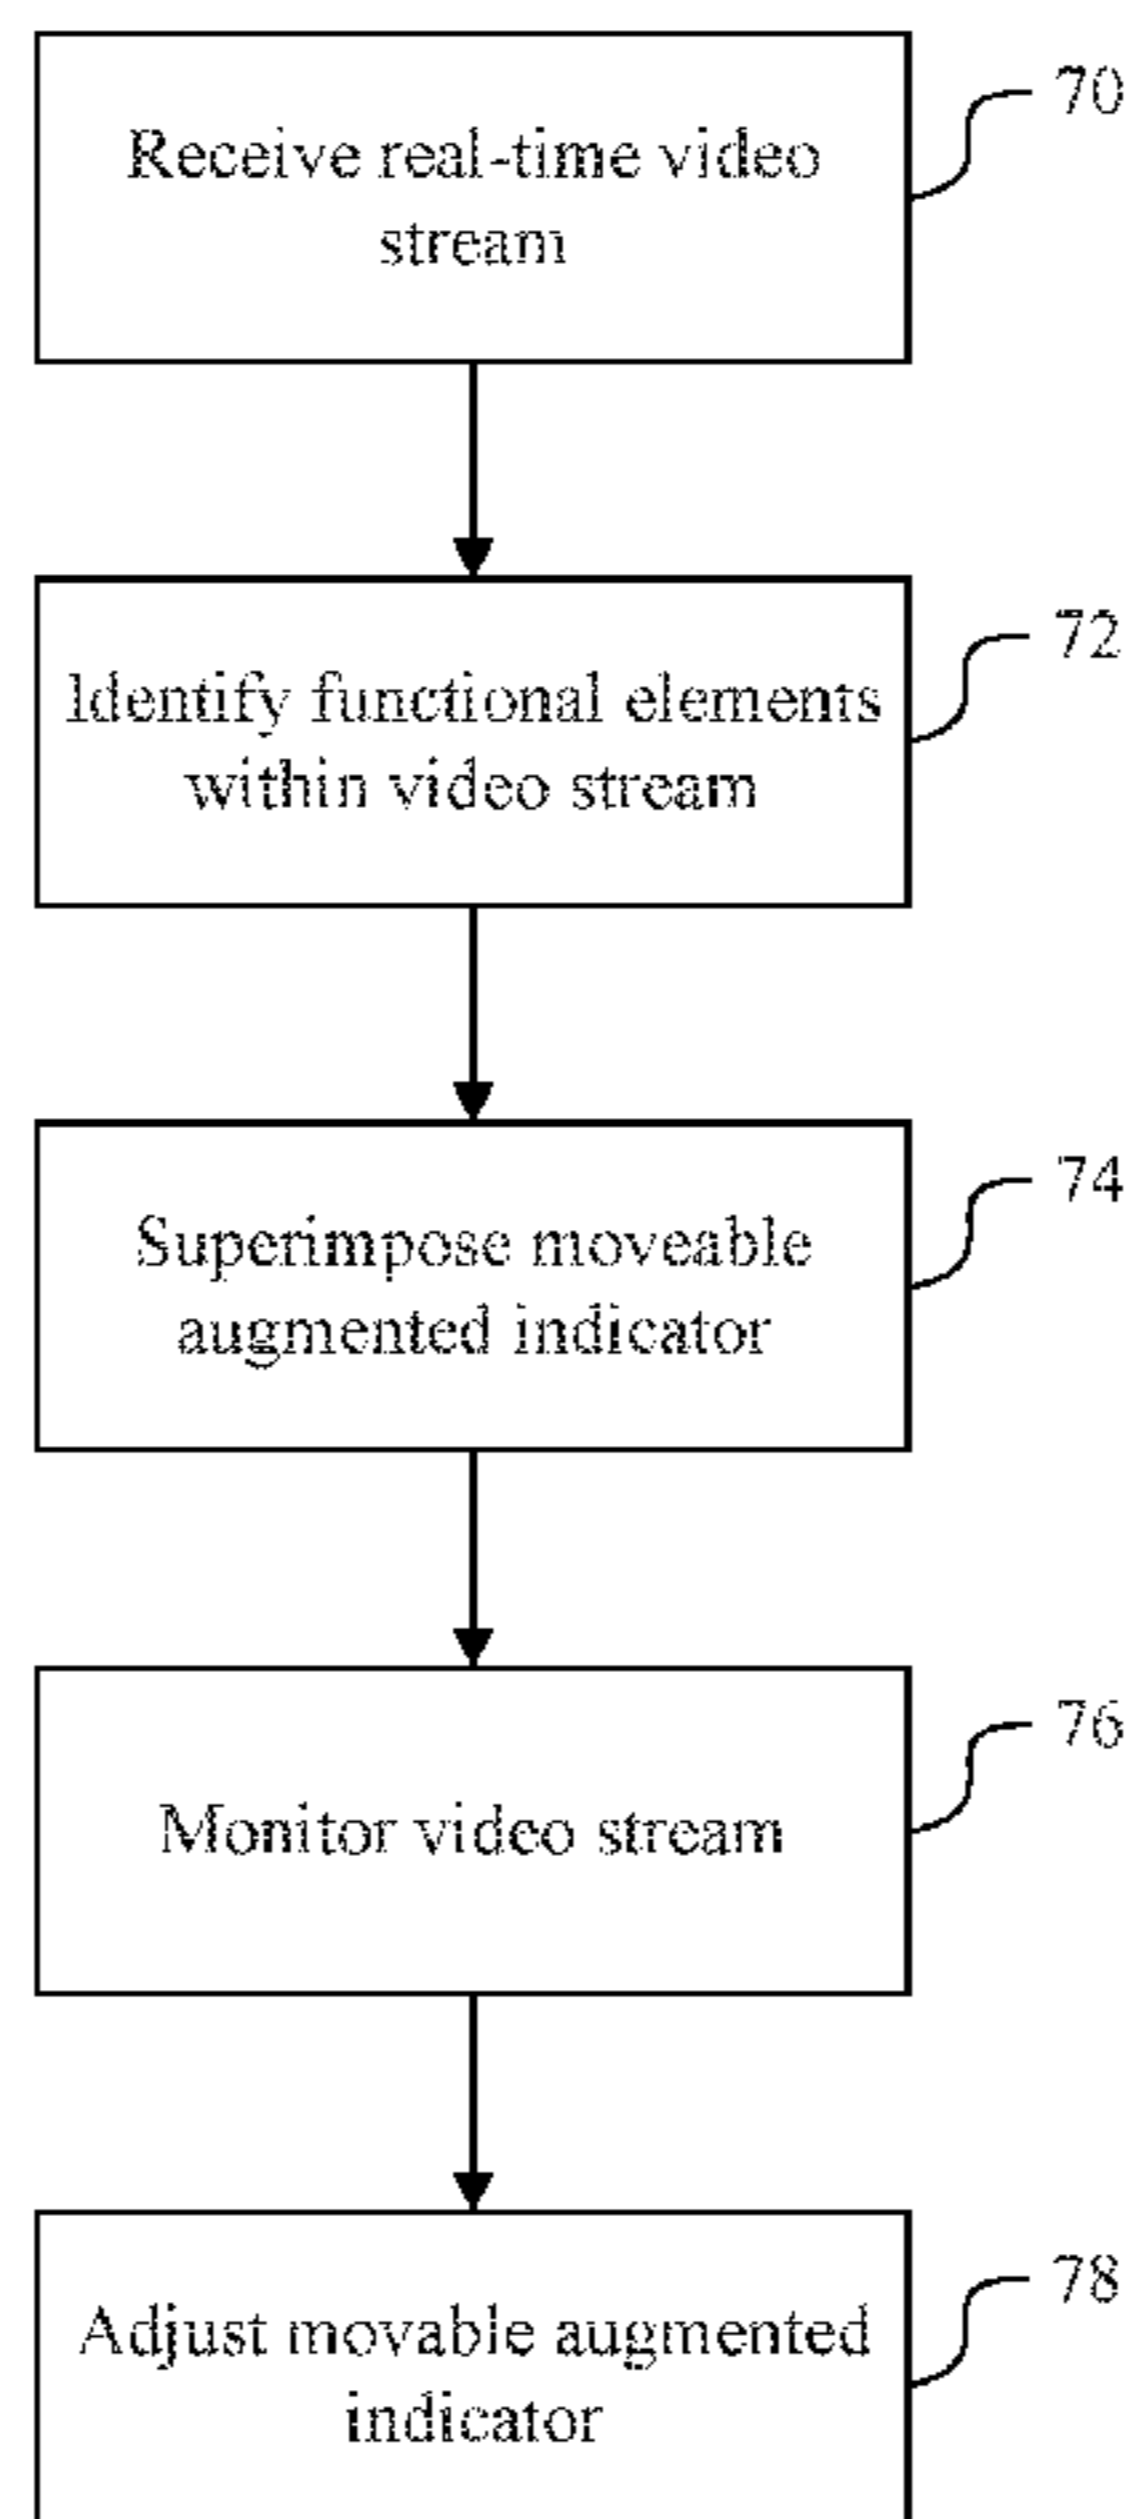 Receive real-time video
stream
70
Identify functional elements
within video stream
72
Superimpose moveable
augmented indicator
74
Monitor video stream
76
Adjust movable augmented
indicator
78